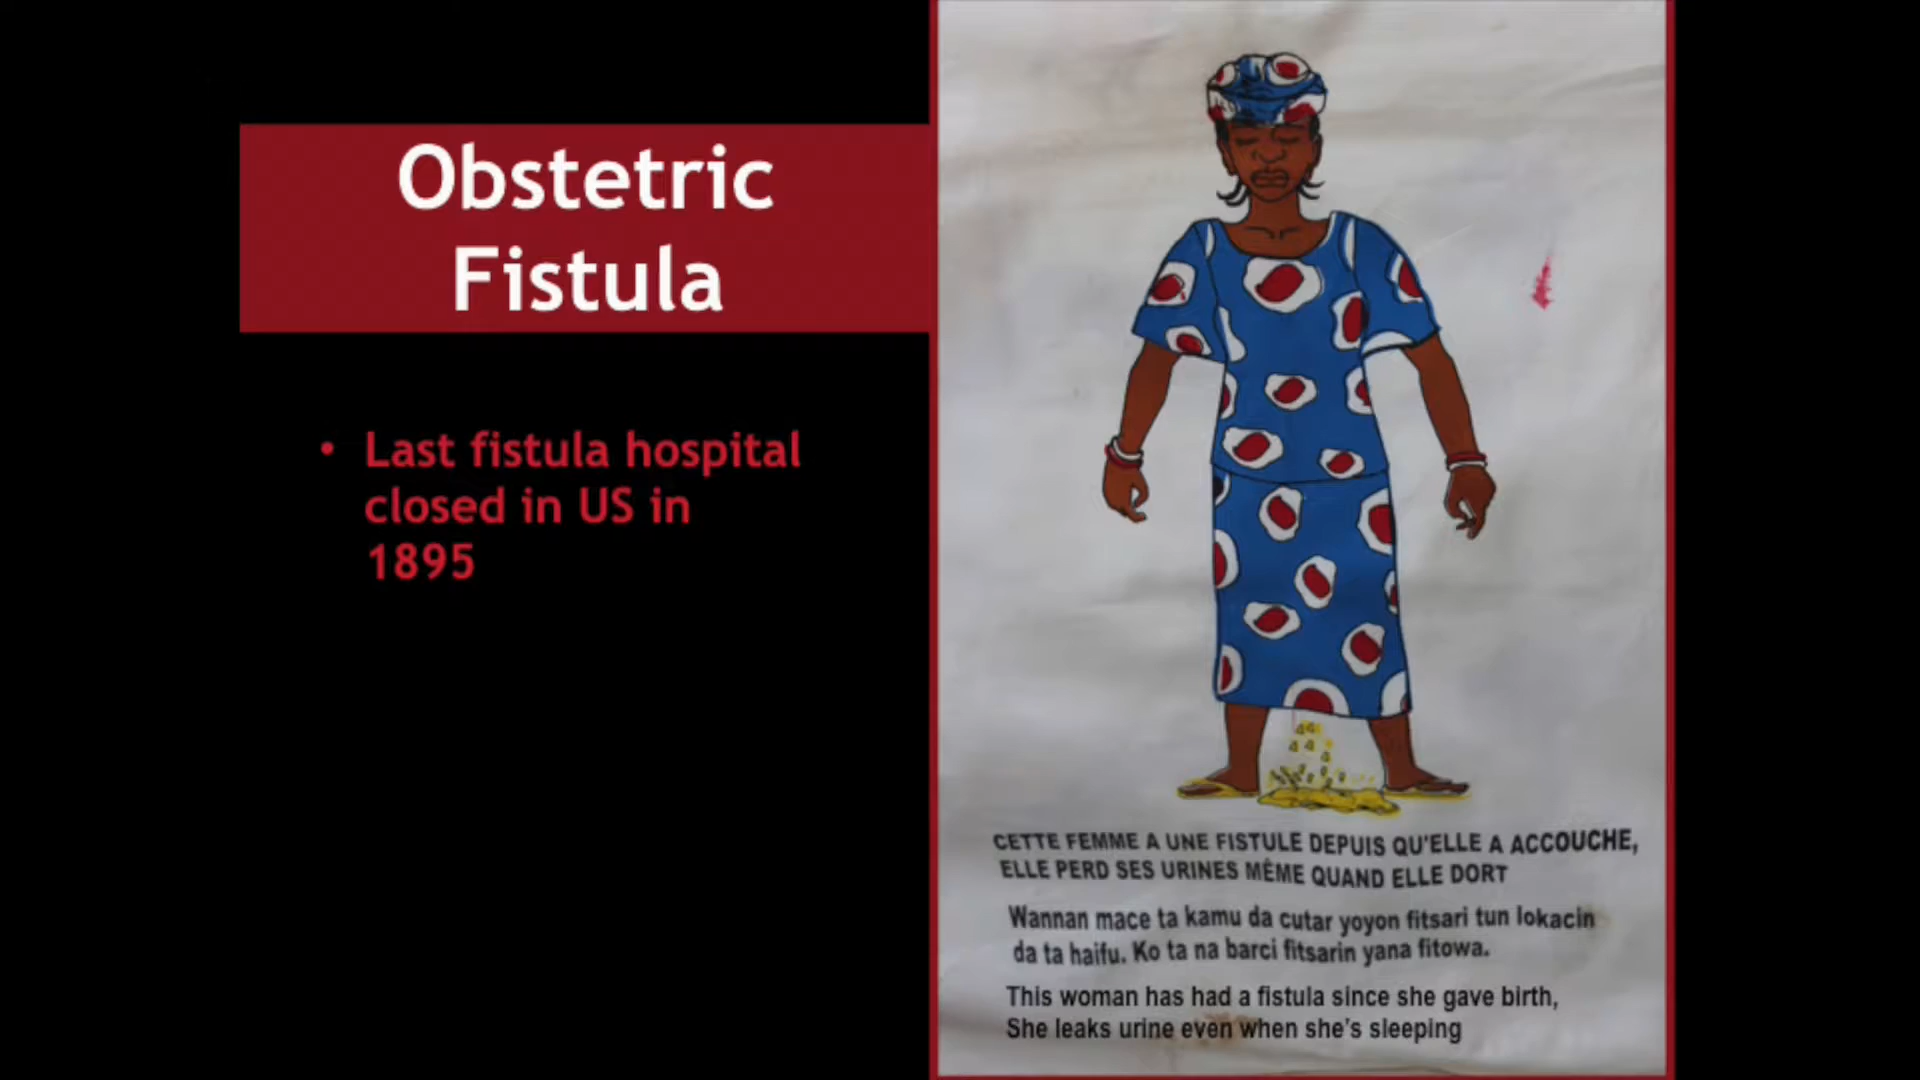 Obstetric
Fistula
• Last fistula hospital
closed in US in
1895
CETTE FEMME A UNE FISTULE DEPUIS QU'ELLE A ACCOUCHE,
ELLE PERD SES URINES MÊME QUAND ELLE DORT
Wannan mace ta kamu da cutar yoyon fitsari tun lokacin
da ta haifu. Ko ta na barci fitsarin yana fitowa.
This woman has had a fistula since she gave birth,
She leaks urine even when she's sleeping